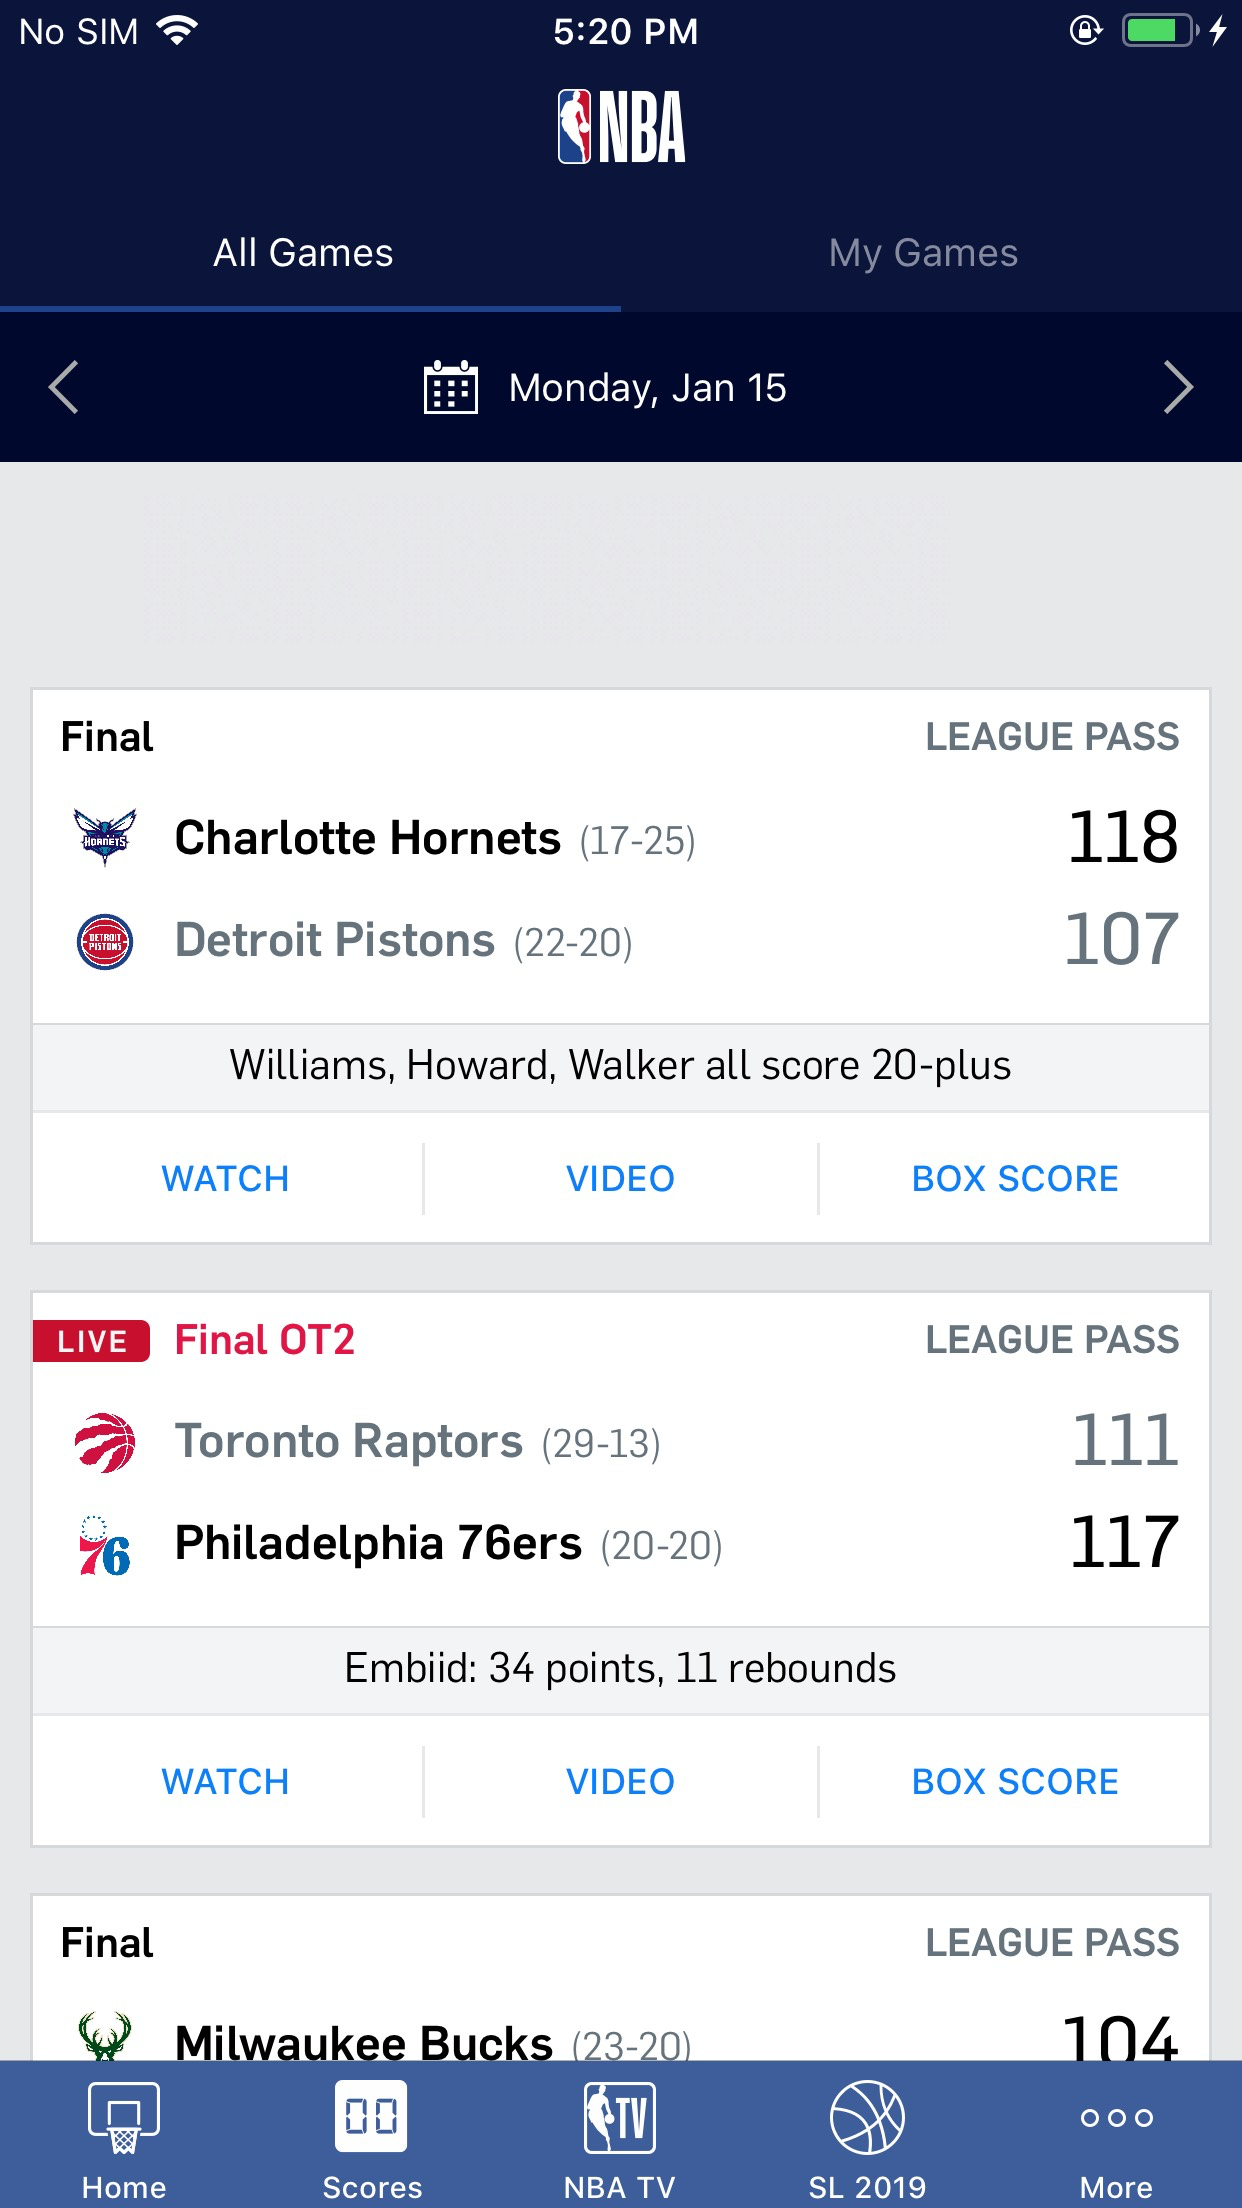 No SIM 5:20 PM
NBA
All Games My Games
Monday, Jan 15
Final LEAGUE PASS
HORNETS Charlotte Hornets (17-25) 118
DETROIT PISTONS Detroit Pistons (22-20) 107
Williams, Howard, Walker all score 20-plus
WATCH VIDEO BOX SCORE
LIVE Final OT2 LEAGUE PASS
Toronto Raptors (29-13) 111
76 Philadelphia 76ers (20-20) 117
Embiid: 34 points, 11 rebounds
WATCH VIDEO BOX SCORE
Final LEAGUE PASS
Milwaukee Bucks (23-20) 104
00 TV
Home Scores NBA TV SL 2019 More